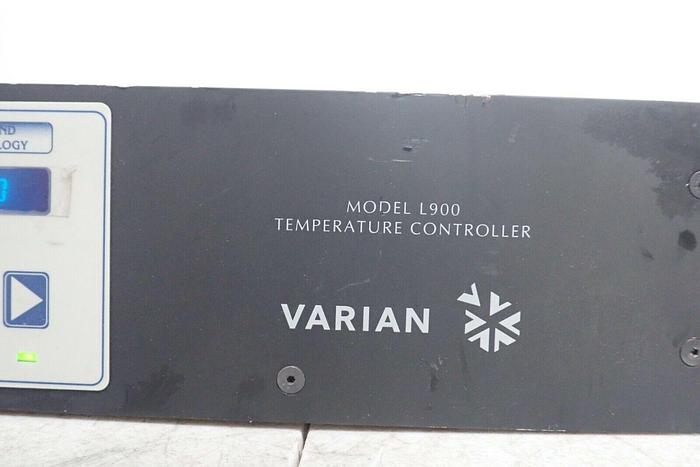 ND
LOGY
MODEL L900
TEMPERATURE CONTROLLER
VARIAN